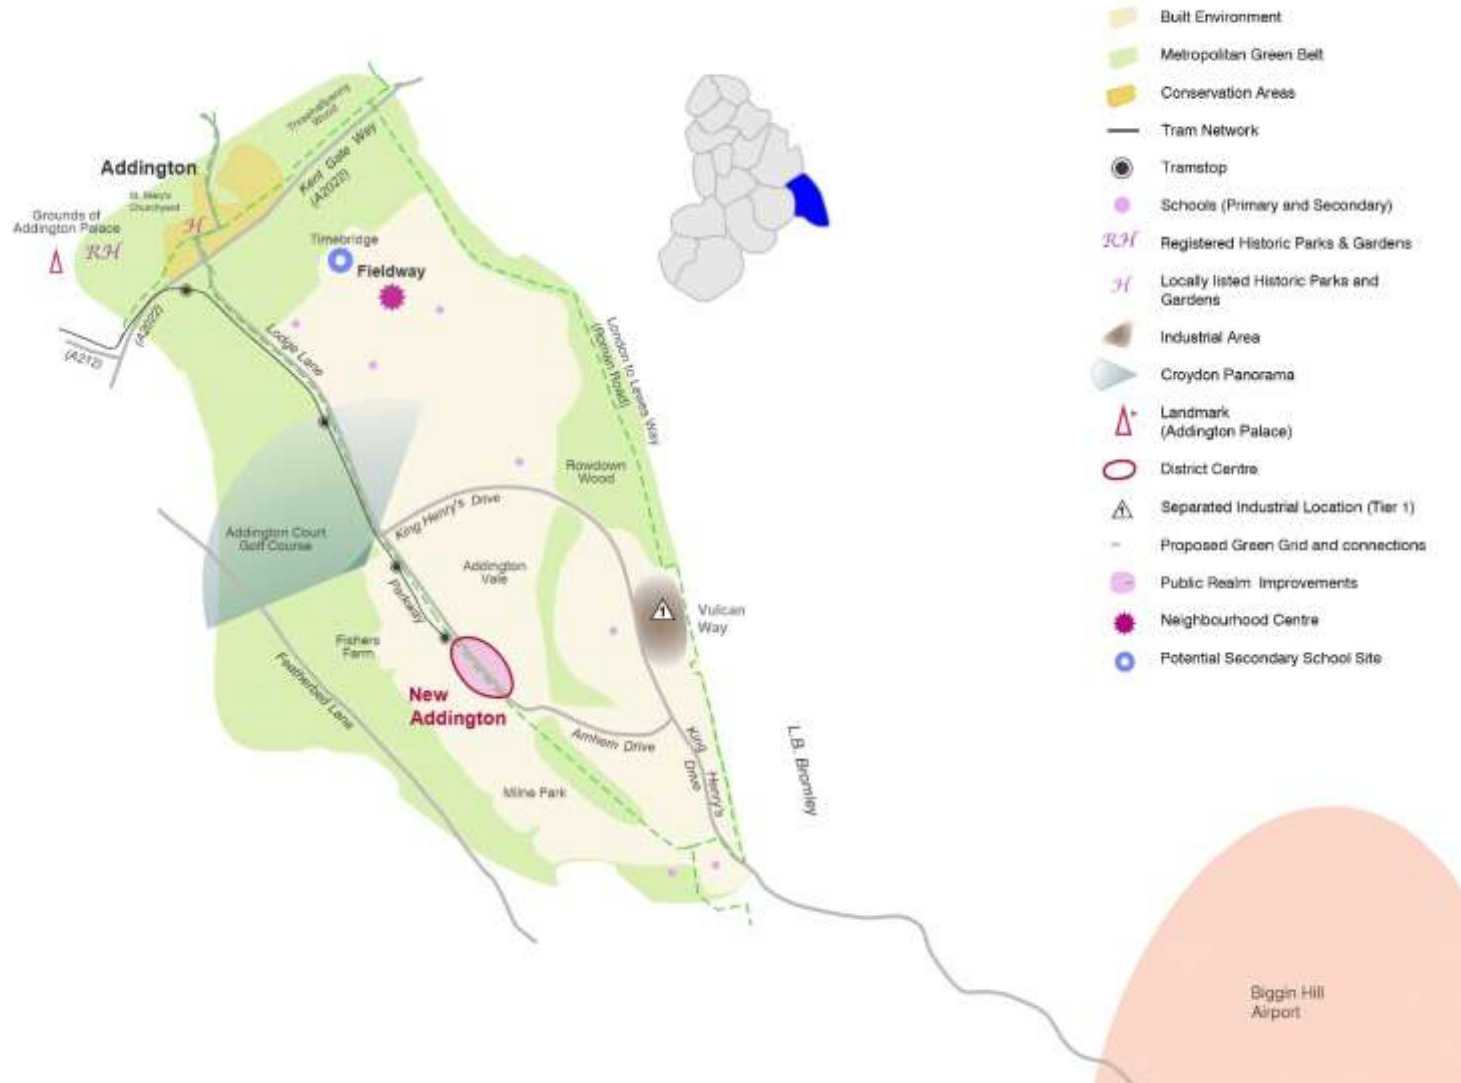 Threehalfpenny
Wood
Addington
St. Mary's
Churchyard
Grounds of
Addington Palace
RH
H
Kent Gate Way
(A2022)
Timebridge
Fieldway
(A2022)
(A212)
Lodge Lane
London to Lewes Way
(Roman Road)
Rowdown
Wood
King Henry's Drive
Addington Court
Golf Course
Addington
Vale
Parkway
1
Vulcan
Way
Fishers
Farm
Featherbed Lane
New
Addington
Arnhem Drive
King Henry's
Drive
Milne Park
L.B. Bromley
Biggin Hill
Airport
Built Environment
Metropolitan Green Belt
Conservation Areas
Tram Network
Tramstop
Schools (Primary and Secondary)
RH Registered Historic Parks & Gardens
H Locally listed Historic Parks and
Gardens
Industrial Area
Croydon Panorama
Landmark
(Addington Palace)
District Centre
1 Separated Industrial Location (Tier 1)
Proposed Green Grid and connections
Public Realm Improvements
Neighbourhood Centre
Potential Secondary School Site